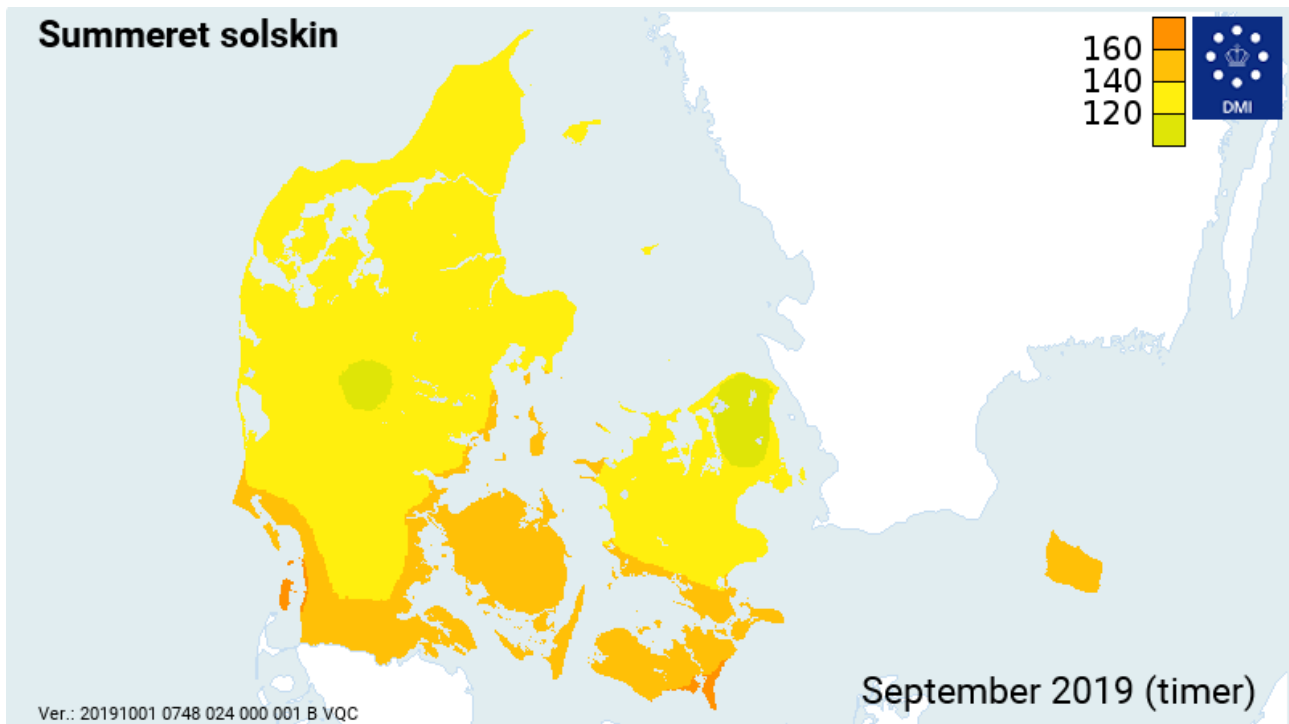 Summeret solskin
160
140
120
DMI
September 2019 (timer)
Ver.: 20191001 0748 024 000 001 B VQC